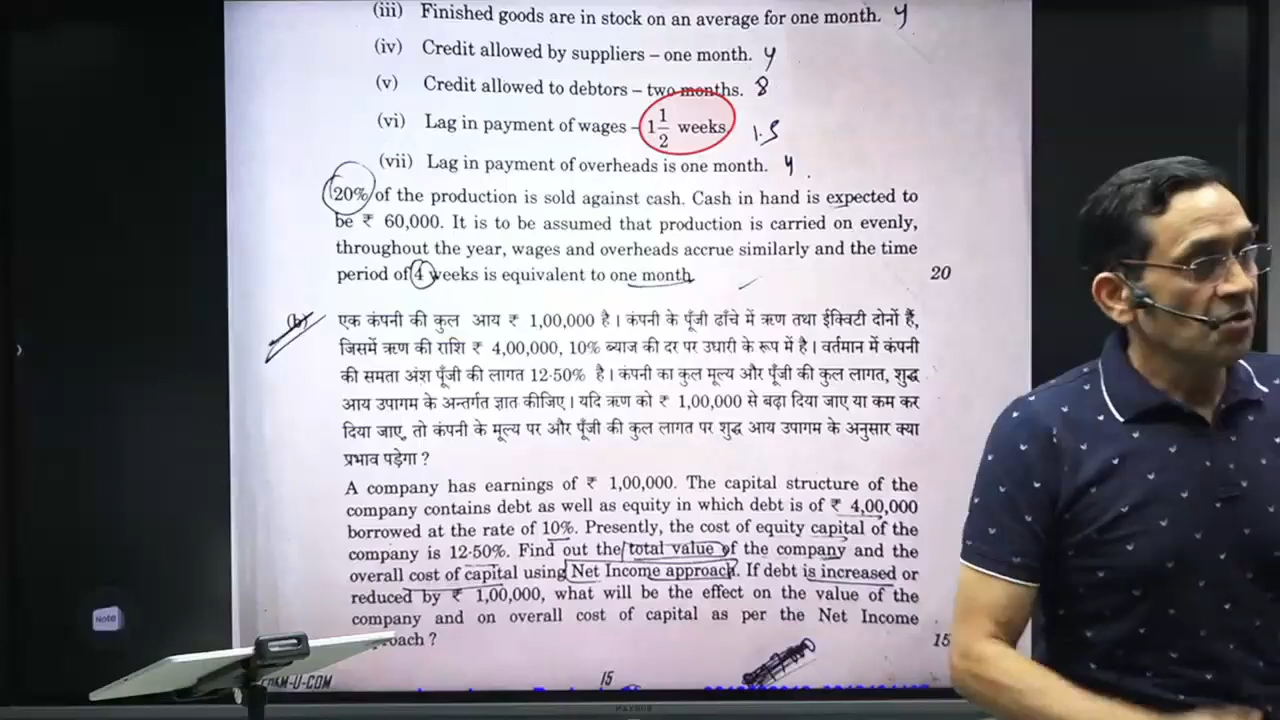 (iii) Finished goods are in stock on an average for one month. y
(iv) Credit allowed by suppliers – one month. y
(v) Credit allowed to debtors – two months. 8
(vi) Lag in payment of wages – 1 1/2 weeks 1.5
(vii) Lag in payment of overheads is one month. 4
20% of the production is sold against cash. Cash in hand is expected to
be ₹ 60,000. It is to be assumed that production is carried on evenly,
throughout the year, wages and overheads accrue similarly and the time
period of 4 weeks is equivalent to one month. 20
(b) एक कंपनी की कुल आय ₹ 1,00,000 है। कंपनी के पूँजी ढाँचे में ऋण तथा ईक्विटी दोनों हैं,
जिसमें ऋण की राशि ₹ 4,00,000, 10% ब्याज की दर पर उधारी के रूप में है। वर्तमान में कंपनी
की समता अंश पूँजी की लागत 12·50% है। कंपनी का कुल मूल्य और पूँजी की कुल लागत, शुद्ध
आय उपागम के अन्तर्गत ज्ञात कीजिए। यदि ऋण को ₹ 1,00,000 से बढ़ा दिया जाए या कम कर
दिया जाए, तो कंपनी के मूल्य पर और पूँजी की कुल लागत पर शुद्ध आय उपागम के अनुसार क्या
प्रभाव पड़ेगा ?
A company has earnings of ₹ 1,00,000. The capital structure of the
company contains debt as well as equity in which debt is of ₹ 4,00,000
borrowed at the rate of 10%. Presently, the cost of equity capital of the
company is 12·50%. Find out the total value of the company and the
overall cost of capital using Net Income approach. If debt is increased or
reduced by ₹ 1,00,000, what will be the effect on the value of the
company and on overall cost of capital as per the Net Income
roach ? 15
Note
M-U-COM 15